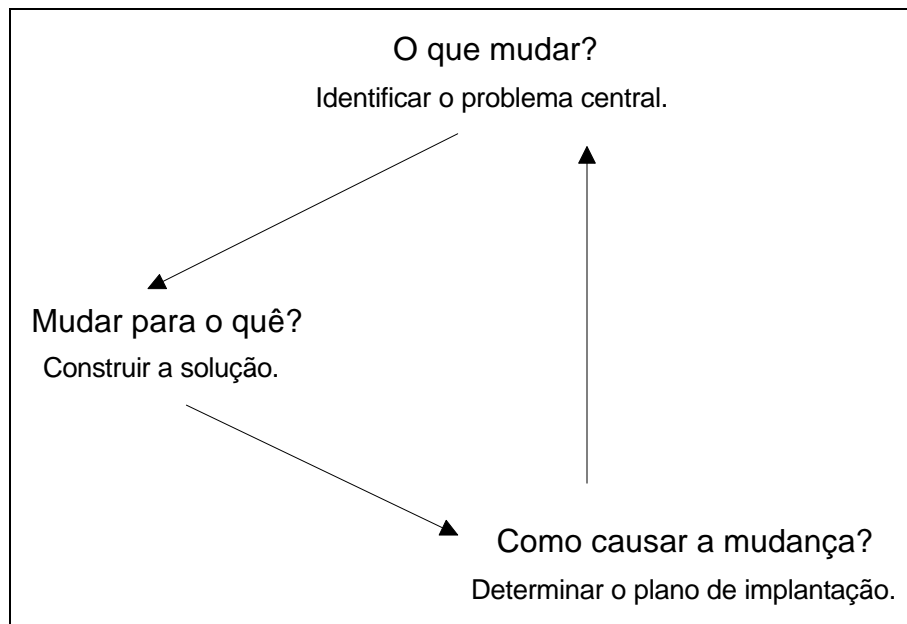 O que mudar?
Identificar o problema central.
Mudar para o quê?
Construir a solução.
Como causar a mudança?
Determinar o plano de implantação.